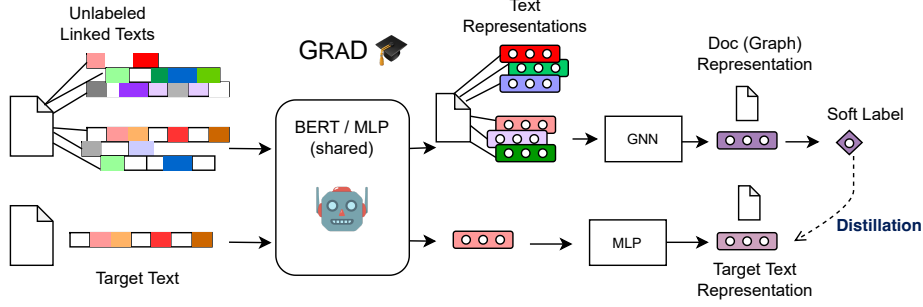 Unlabeled
Linked Texts
GRAD
Text
Representations
Doc (Graph)
Representation
BERT / MLP
(shared)
GNN
Soft Label
Target Text
MLP
Distillation
Target Text
Representation